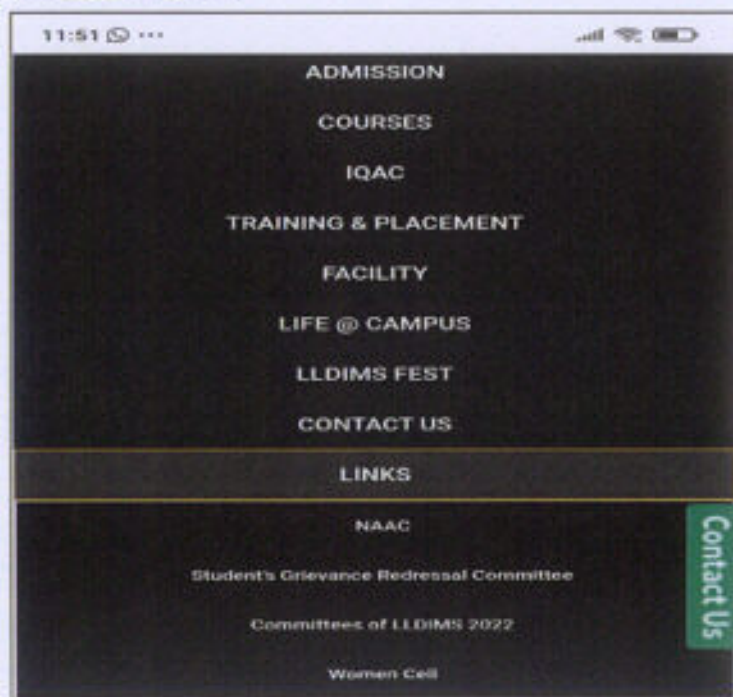 11:51 ...
ADMISSION
COURSES
IQAC
TRAINING & PLACEMENT
FACILITY
LIFE @ CAMPUS
LLDIMS FEST
CONTACT US
LINKS
NAAC
Student's Grievance Redressal Committee
Committees of LLDIMS 2022
Women Cell
Contact Us